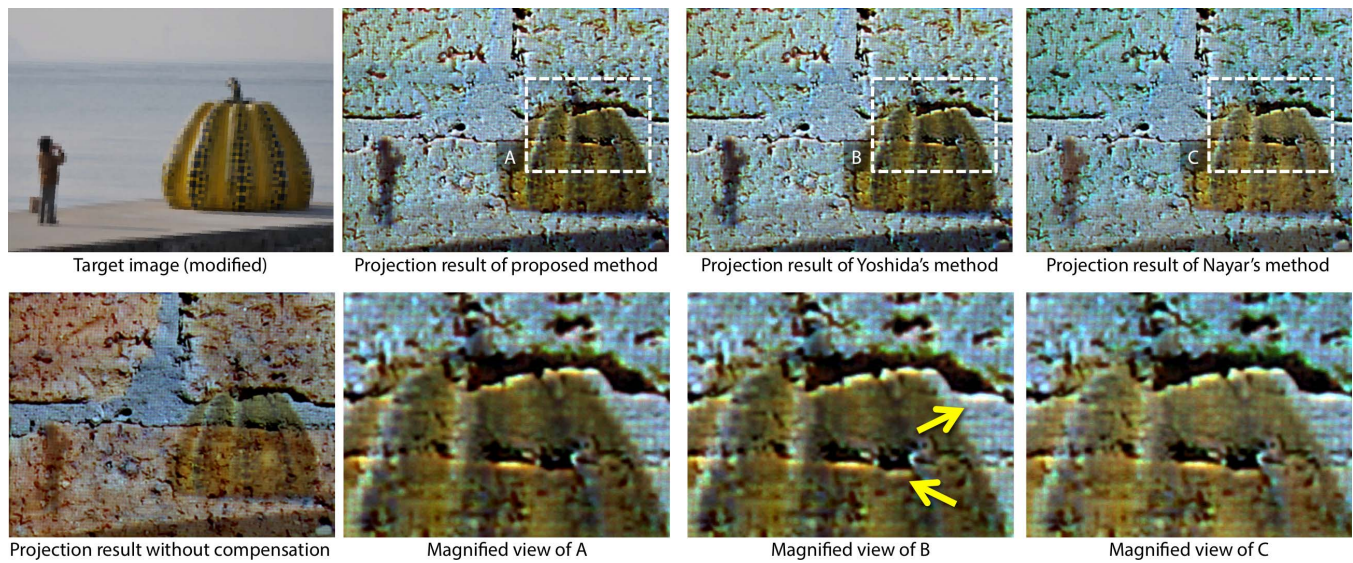 A
B
C
Target image (modified)
Projection result of proposed method
Projection result of Yoshida's method
Projection result of Nayar's method
Projection result without compensation
Magnified view of A
Magnified view of B
Magnified view of C